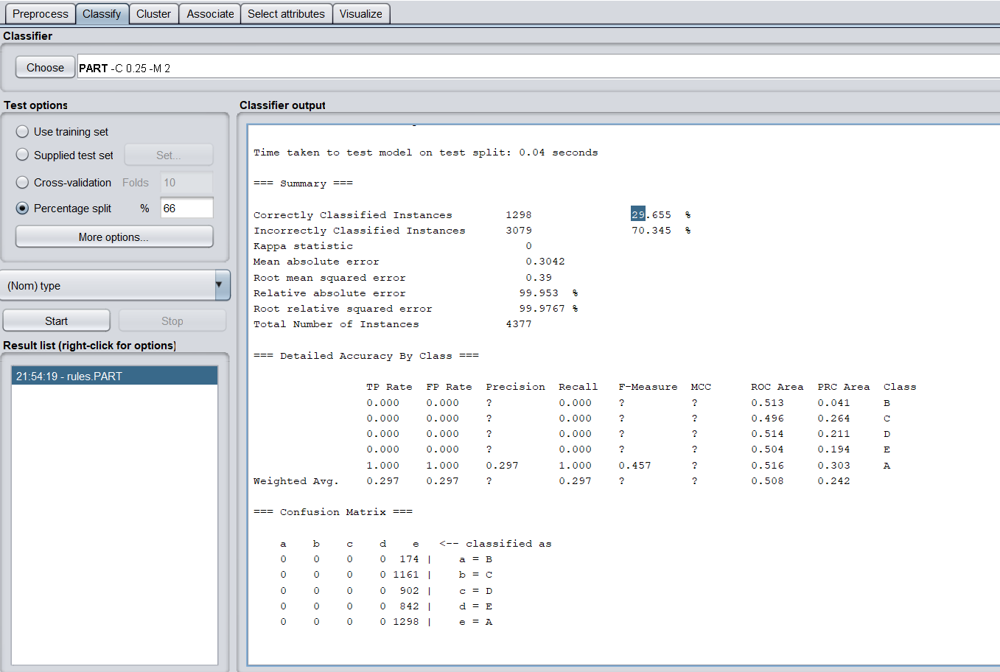 Preprocess Classify Cluster Associate Select attributes Visualize
Classifier
Choose PART -C 0.25 -M 2
Test options
Use training set
Supplied test set Set...
Cross-validation Folds 10
Percentage split % 66
More options...
(Nom) type
Start Stop
Result list (right-click for options)
21:54:19 - rules.PART
Classifier output
Time taken to test model on test split: 0.04 seconds
=== Summary ===
Correctly Classified Instances 1298 29.655 %
Incorrectly Classified Instances 3079 70.345 %
Kappa statistic 0
Mean absolute error 0.3042
Root mean squared error 0.39
Relative absolute error 99.953 %
Root relative squared error 99.9767 %
Total Number of Instances 4377
=== Detailed Accuracy By Class ===
TP Rate FP Rate Precision Recall F-Measure MCC ROC Area PRC Area Class
0.000 0.000 ? 0.000 ? ? 0.513 0.041 B
0.000 0.000 ? 0.000 ? ? 0.496 0.264 C
0.000 0.000 ? 0.000 ? ? 0.514 0.211 D
0.000 0.000 ? 0.000 ? ? 0.504 0.194 E
1.000 1.000 0.297 1.000 0.457 ? 0.516 0.303 A
Weighted Avg. 0.297 0.297 ? 0.297 ? ? 0.508 0.242
=== Confusion Matrix ===
a b c d e <-- classified as
0 0 0 0 174 | a = B
0 0 0 0 1161 | b = C
0 0 0 0 902 | c = D
0 0 0 0 842 | d = E
0 0 0 0 1298 | e = A